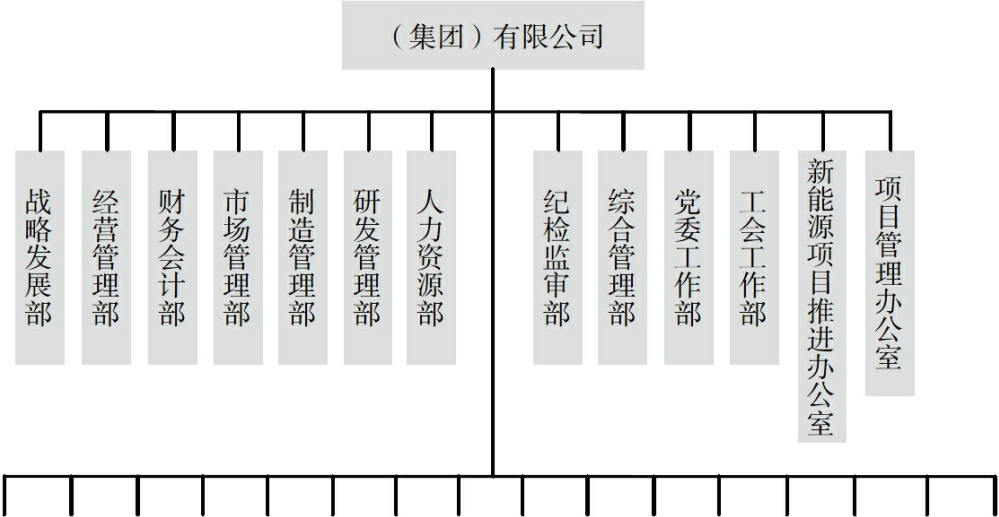 （集团）有限公司
战略发展部
经营管理部
财务会计部
市场管理部
制造管理部
研发管理部
人力资源部
纪检监审部
综合管理部
党委工作部
工会工作部
新能源项目推进办公室
项目管理办公室